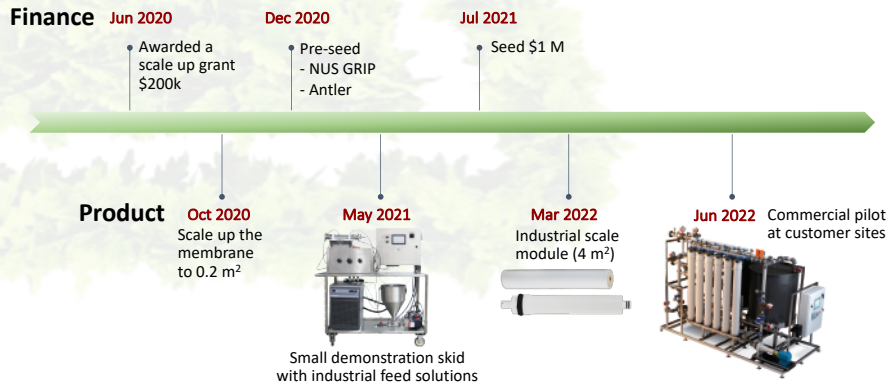 Finance
Jun 2020
Dec 2020
Jul 2021
Awarded a
scale up grant
$200k
Pre-seed
- NUS GRIP
- Antler
Seed $1 M
Product
Oct 2020
May 2021
Mar 2022
Jun 2022
Scale up the
membrane
to 0.2 m²
Small demonstration skid
with industrial feed solutions
Industrial scale
module (4 m²)
Commercial pilot
at customer sites